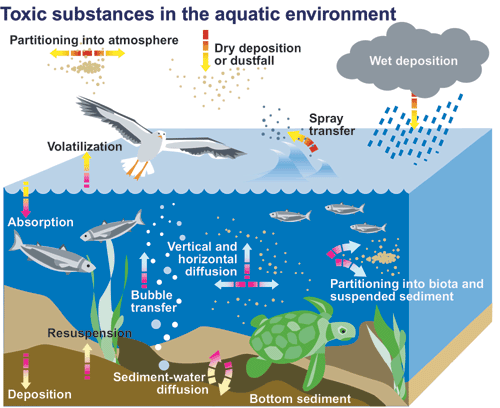 Toxic substances in the aquatic environment
Partitioning into atmosphere
Dry deposition
or dustfall
Wet deposition
Spray
transfer
Volatilization
Absorption
Vertical and
horizontal
diffusion
Partitioning into biota and
suspended sediment
Bubble
transfer
Resuspension
Deposition
Sediment-water
diffusion
Bottom sediment